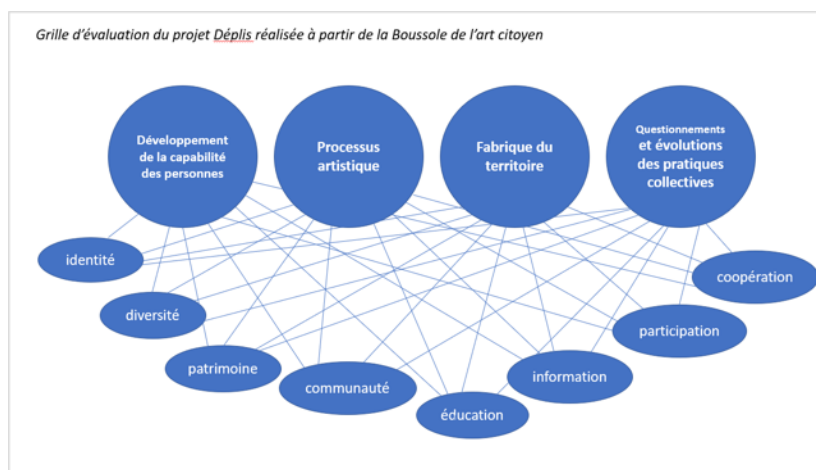 Grille d'évaluation du projet Déplis réalisée à partir de la Boussole de l'art citoyen
Développement
de la capabilité
des personnes
Processus
artistique
Fabrique du
territoire
Questionnements
et évolutions
des pratiques
collectives
identité
diversité
patrimoine
communauté
éducation
information
participation
coopération